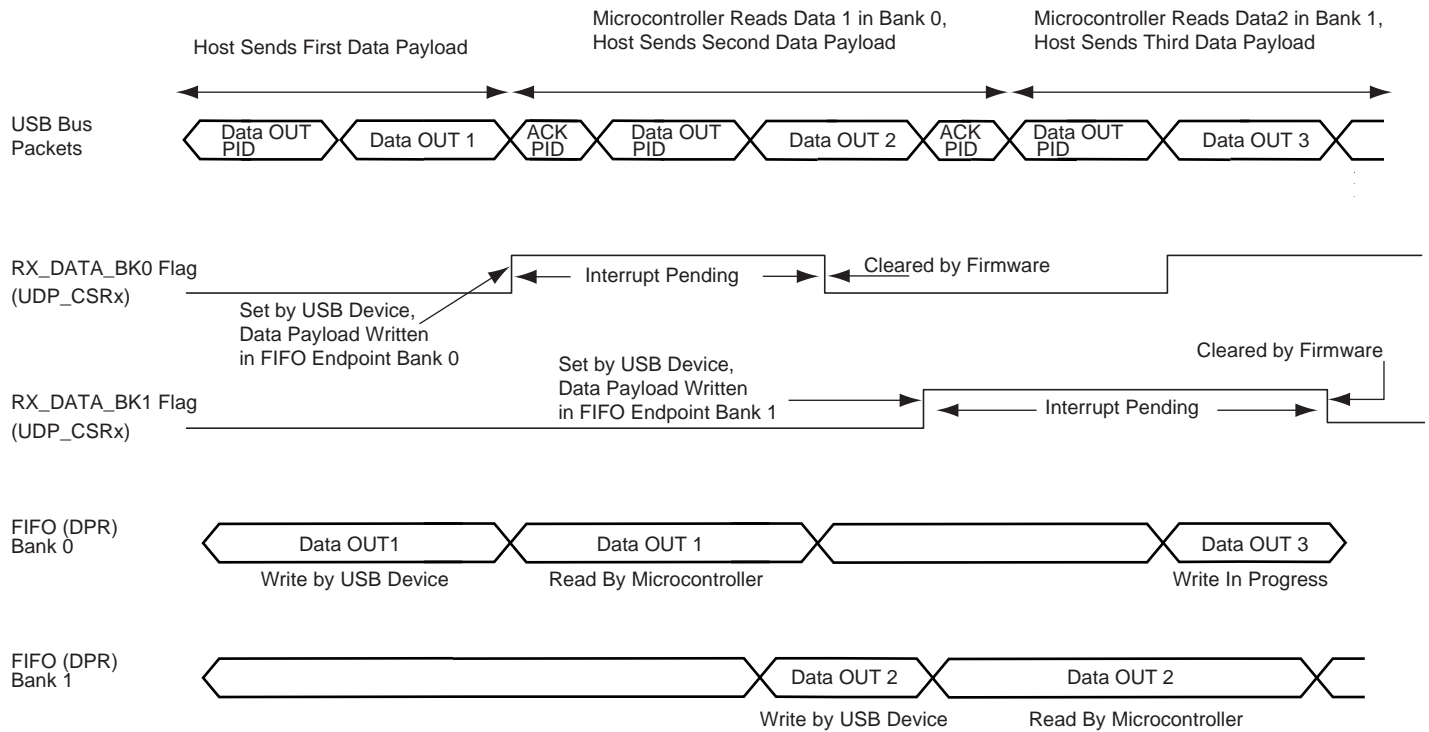 Host Sends First Data Payload
Microcontroller Reads Data 1 in Bank 0,
Host Sends Second Data Payload
Microcontroller Reads Data2 in Bank 1,
Host Sends Third Data Payload
USB Bus
Packets
Data OUT
PID
Data OUT 1
ACK
PID
Data OUT
PID
Data OUT 2
ACK
PID
Data OUT
PID
Data OUT 3
RX_DATA_BK0 Flag
(UDP_CSRx)
Interrupt Pending
Cleared by Firmware
Set by USB Device,
Data Payload Written
in FIFO Endpoint Bank 0
RX_DATA_BK1 Flag
(UDP_CSRx)
Set by USB Device,
Data Payload Written
in FIFO Endpoint Bank 1
Interrupt Pending
Cleared by Firmware
FIFO (DPR)
Bank 0
Data OUT1
Write by USB Device
Data OUT 1
Read By Microcontroller
Data OUT 3
Write In Progress
FIFO (DPR)
Bank 1
Data OUT 2
Write by USB Device
Data OUT 2
Read By Microcontroller